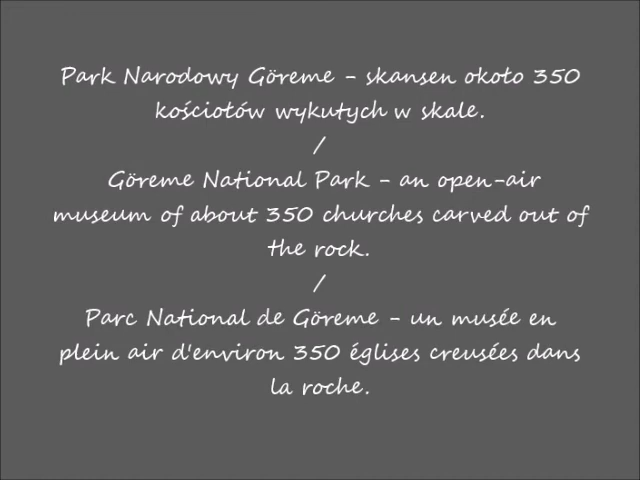 Park Narodowy Göreme - skansen około 350
kościołów wykutych w skale.
/
Göreme National Park - an open-air
museum of about 350 churches carved out of
the rock.
/
Parc National de Göreme - un musée en
plein air d'environ 350 églises creusées dans
la roche.